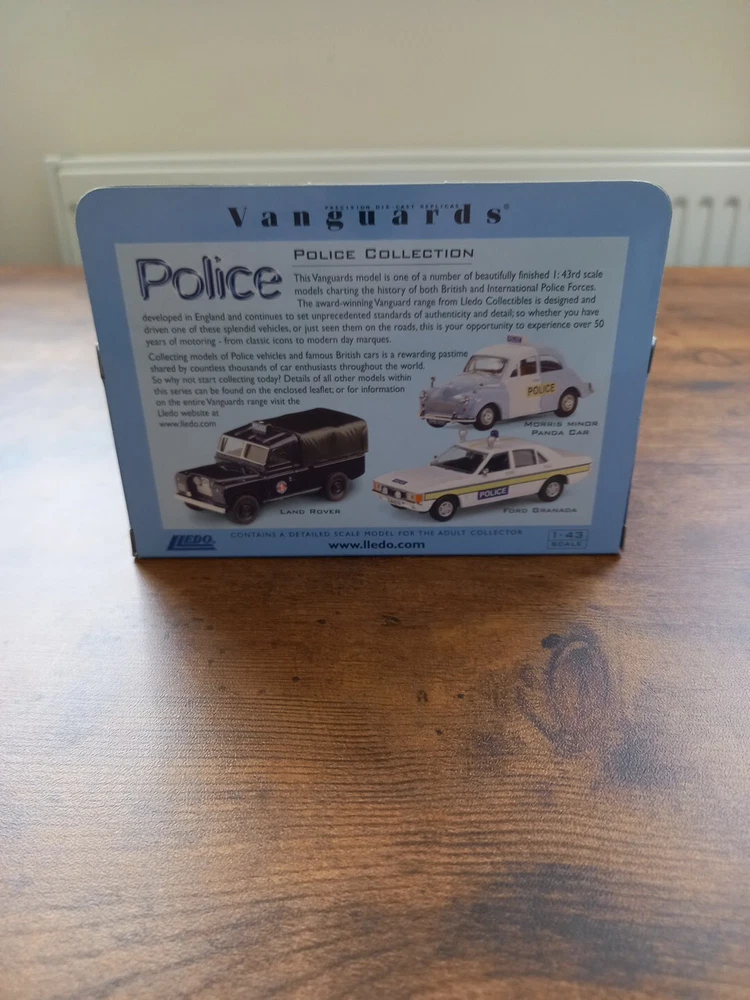 PRECISION DIE-CAST REPLICAS
Vanguards®
Police
POLICE COLLECTION
This Vanguards model is one of a number of beautifully finished 1:43rd scale
models charting the history of both British and International Police Forces.
The award-winning Vanguard range from Lledo Collectibles is designed and
developed in England and continues to set unprecedented standards of authenticity and detail; so whether you have
driven one of these splendid vehicles, or just seen them on the roads, this is your opportunity to experience over 50
years of motoring - from classic icons to modern day marques.
Collecting models of Police vehicles and famous British cars is a rewarding pastime
shared by countless thousands of car enthusiasts throughout the world.
So why not start collecting today? Details of all other models within
this series can be found on the enclosed leaflet; or for information
on the entire Vanguards range visit the
Lledo website at
www.lledo.com
POLICE
MORRIS MINOR
PANDA CAR
POLICE
LAND ROVER
FORD GRANADA
LLEDO
CONTAINS A DETAILED SCALE MODEL FOR THE ADULT COLLECTOR
www.lledo.com
1-43
SCALE